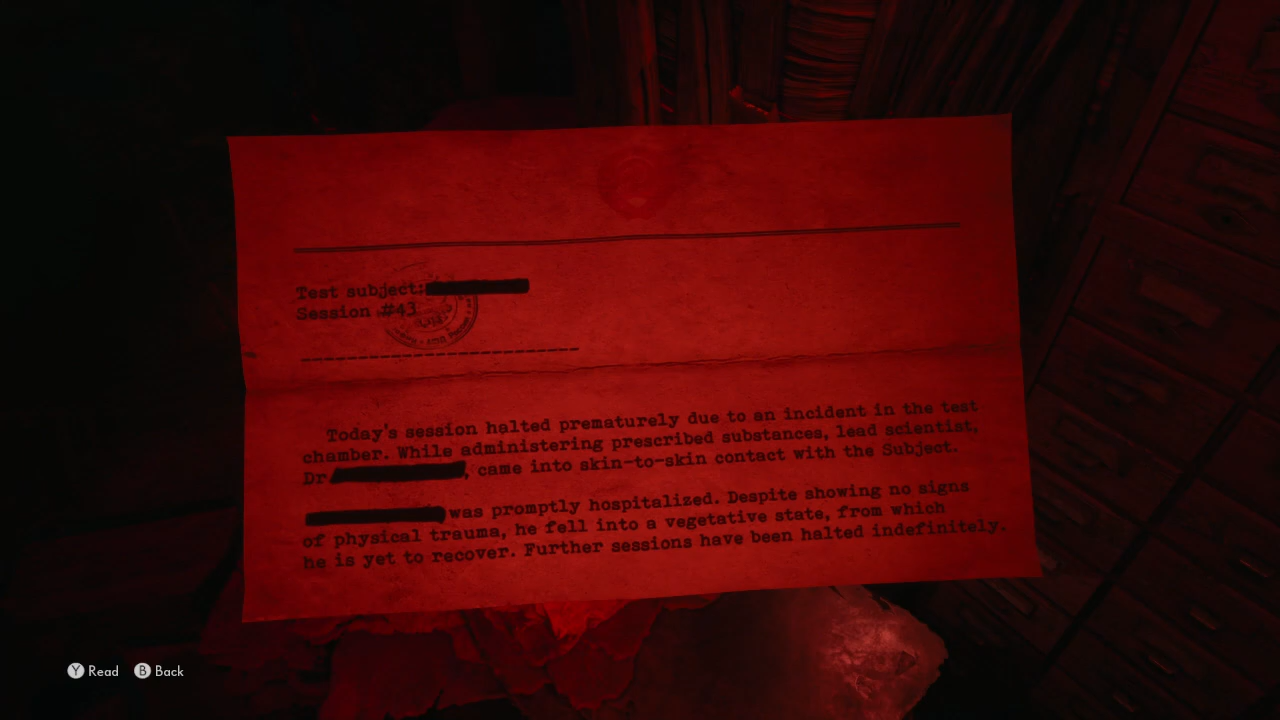 Test subject:
Session #43
Today's session halted prematurely due to an incident in the test
chamber. While administering prescribed substances, lead scientist,
Dr , came into skin-to-skin contact with the Subject.
was promptly hospitalized. Despite showing no signs
of physical trauma, he fell into a vegetative state, from which
he is yet to recover. Further sessions have been halted indefinitely.
Y Read B Back